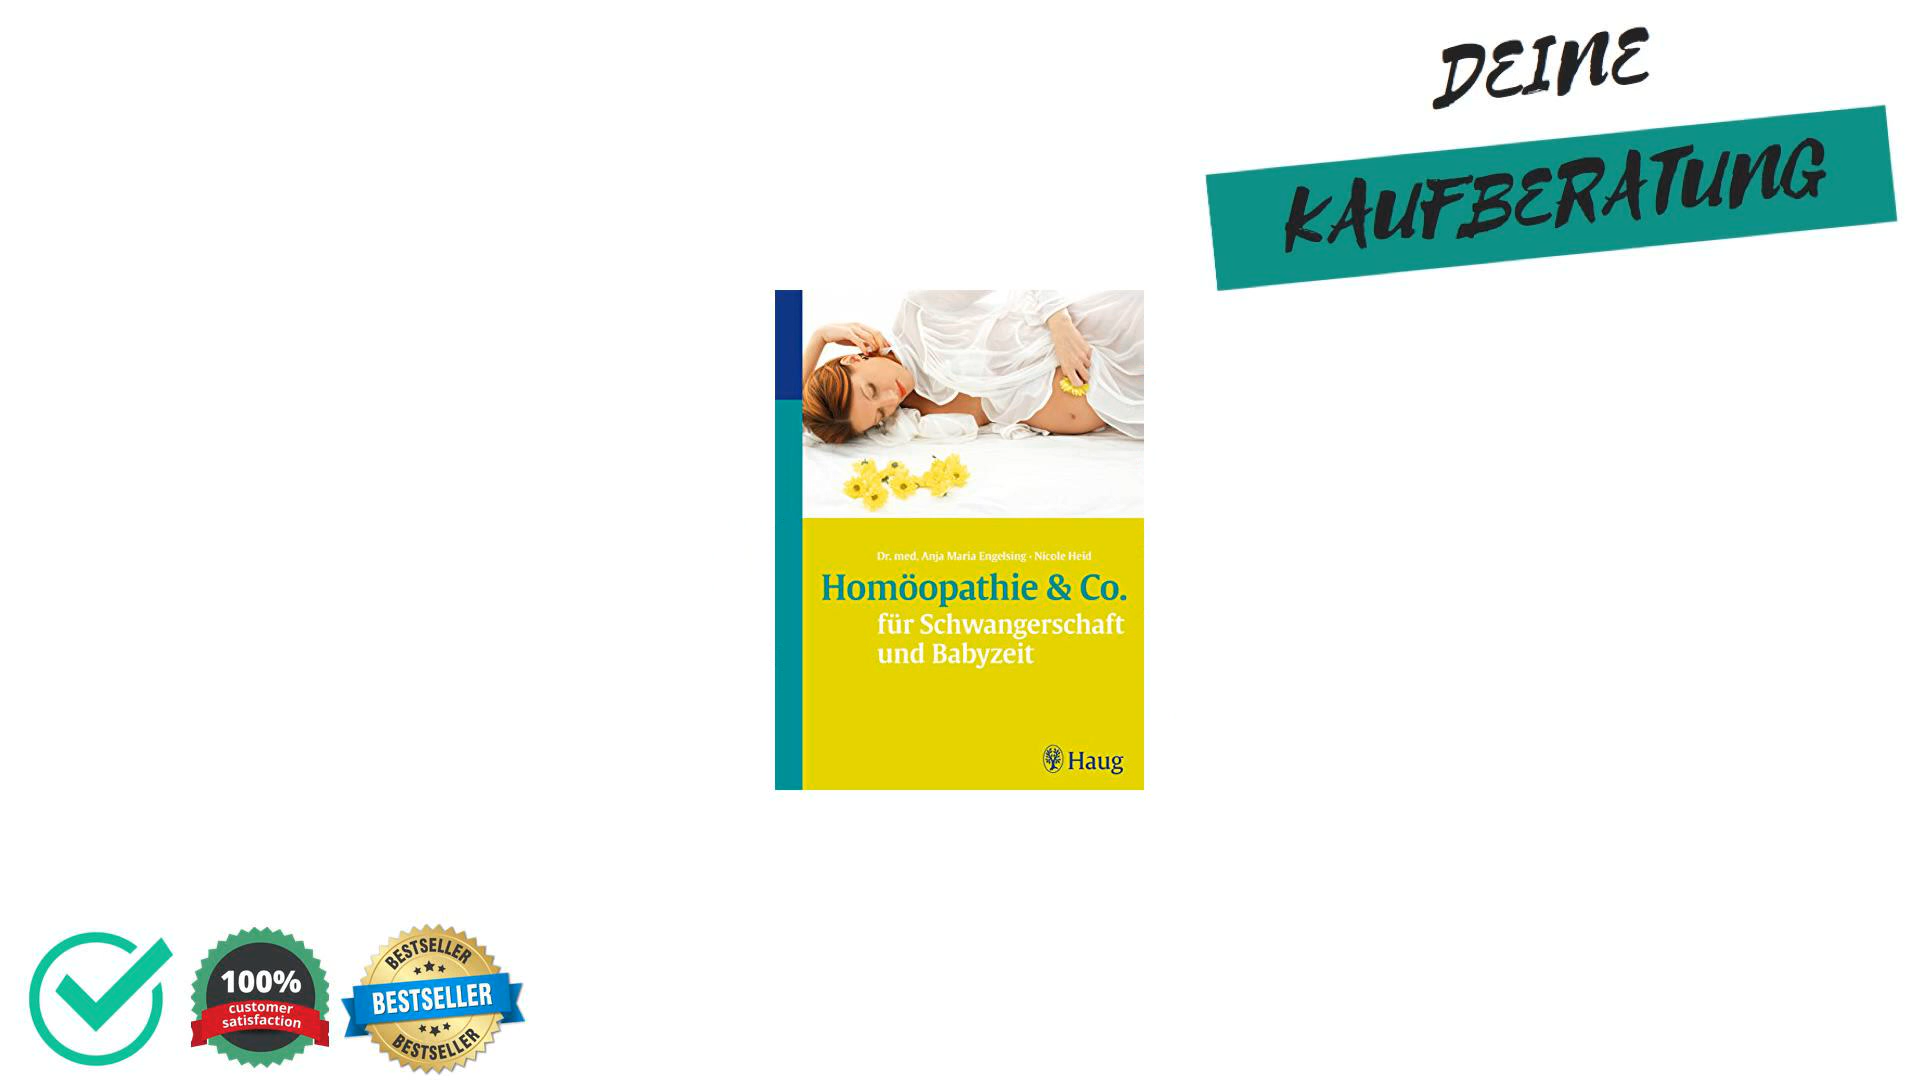 DEINE
KAUFBERATUNG
Dr. med. Anja Maria Engelsing · Nicole Heid
Homöopathie & Co.
für Schwangerschaft
und Babyzeit
Haug
100%
customer
satisfaction
BESTSELLER
BESTSELLER
BESTSELLER